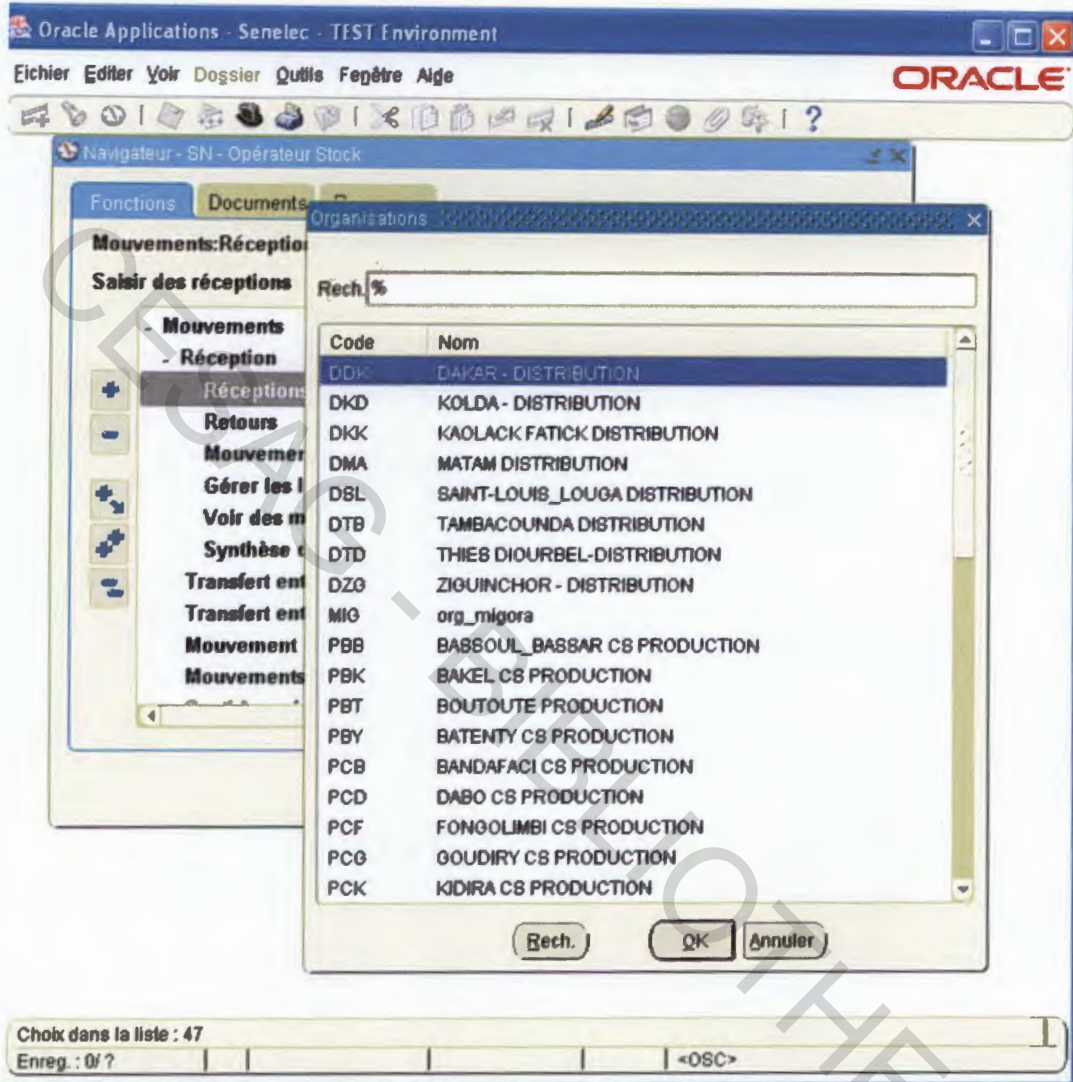 Oracle Applications - Senelec - TEST Environment
Eichier Editer Voir Dossier Outils Fenêtre Aide
ORACLE
Navigateur - SN - Opérateur Stock
Fonctions Documents
Organisations
Mouvements:Réception
Saisir des réceptions
Rech. %
- Mouvements
- Réception
Réceptions
Retours
Mouvemer
Gérer les l
Voir des m
Synthèse
Transfert ent
Transfert ent
Mouvement
Mouvements
Code Nom
DDK DAKAR - DISTRIBUTION
DKD KOLDA - DISTRIBUTION
DKK KAOLACK FATICK DISTRIBUTION
DMA MATAM DISTRIBUTION
DSL SAINT-LOUIS_LOUGA DISTRIBUTION
DTB TAMBACOUNDA DISTRIBUTION
DTD THIES DIOURBEL-DISTRIBUTION
DZG ZIGUINCHOR - DISTRIBUTION
MIG org_migora
PBB BASSOUL_BASSAR CS PRODUCTION
PBK BAKEL CS PRODUCTION
PBT BOUTOUTE PRODUCTION
PBY BATENTY CS PRODUCTION
PCB BANDAFACI CS PRODUCTION
PCD DABO CS PRODUCTION
PCF FONGOLIMBI CS PRODUCTION
PCG GOUDIRY CS PRODUCTION
PCK KIDIRA CS PRODUCTION
Rech. OK Annuler
Choix dans la liste : 47
Enreg. : 0/ ? <OSC>
CESAG - BIBLIOTHE